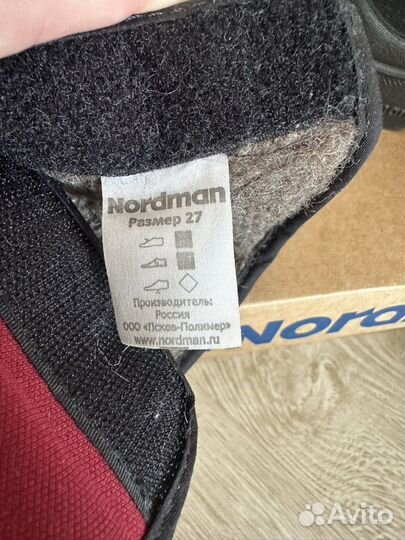 Nordman
Размер 27
Производитель:
Россия
ООО «Псков-Полимер»
www.nordman.ru
Nord
Avito